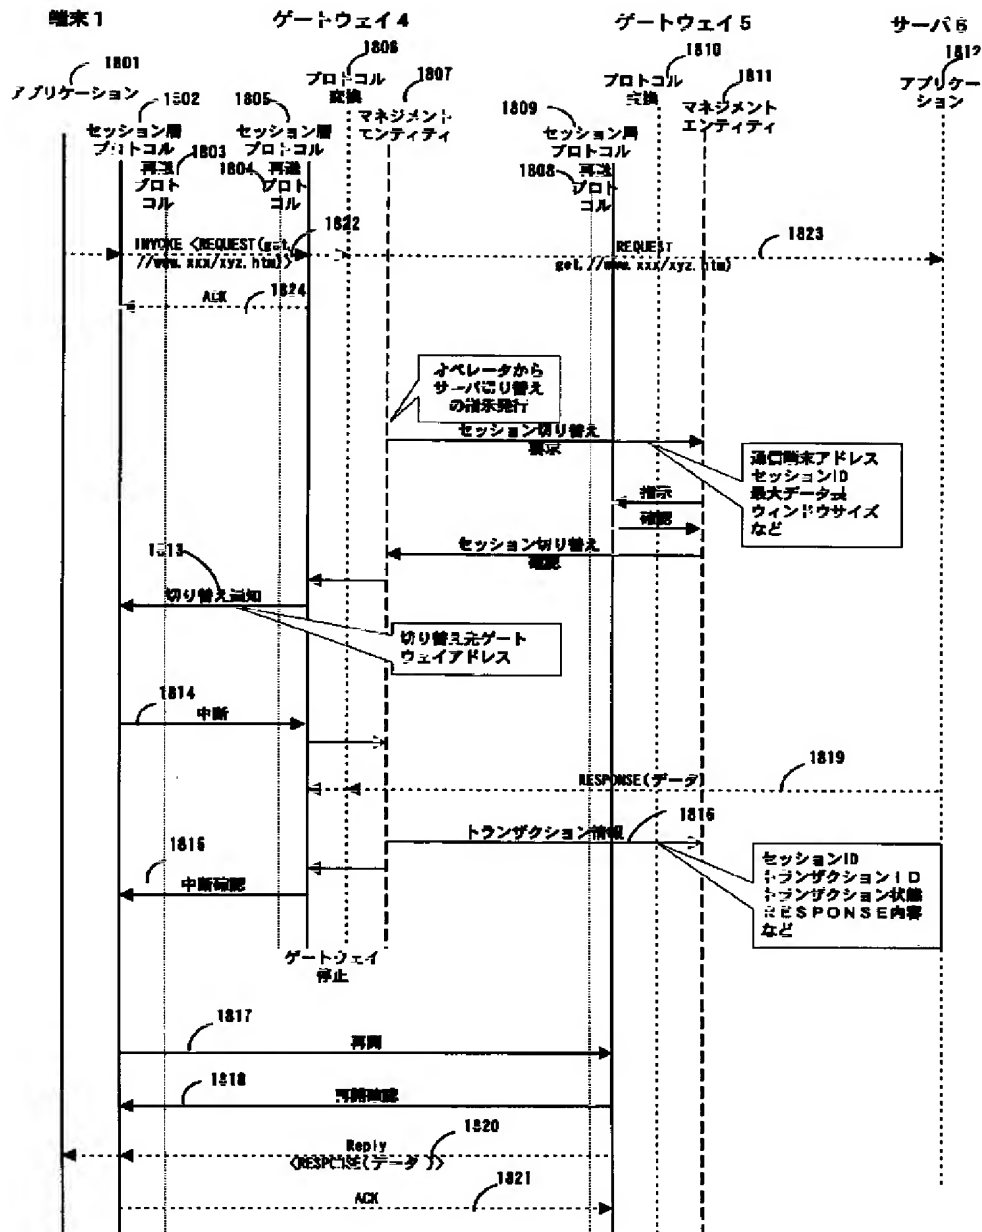 端末1
ゲートウェイ4
ゲートウェイ5
サーバ6
1801
アプリケーション
1802
セッション層
プロトコル
1803
再送
プロト
コル
1805
セッション層
プロトコル
1804
再送
プロト
コル
1806
プロトコル
変換
1807
マネジメント
エンティティ
1809
セッション層
プロトコル
1808
再送
プロト
コル
1810
プロトコル
変換
1811
マネジメント
エンティティ
1812
アプリケー
ション
INVOKE <REQUEST(get,
//www.xxx/xyz.htm)>
1822
REQUEST
get,//www.xxx/xyz.htm)
1823
ACK
1824
オペレータから
サーバ切り替え
の指示発行
セッション切り替え
指示
通信端末アドレス
セッションID
最大データ長
ウィンドウサイズ
など
指示
確認
セッション切り替え
確認
1813
切り替え通知
切り替え先ゲート
ウェイアドレス
1814
中断
1819
RESPONSE(データ)
トランザクション情報
1816
1815
中断確認
セッションID
トランザクションID
トランザクション状態
RESPONSE内容
など
ゲートウェイ
停止
1817
再開
1818
再開確認
Reply
<RESPONSE(データ)>
1820
ACK
1821